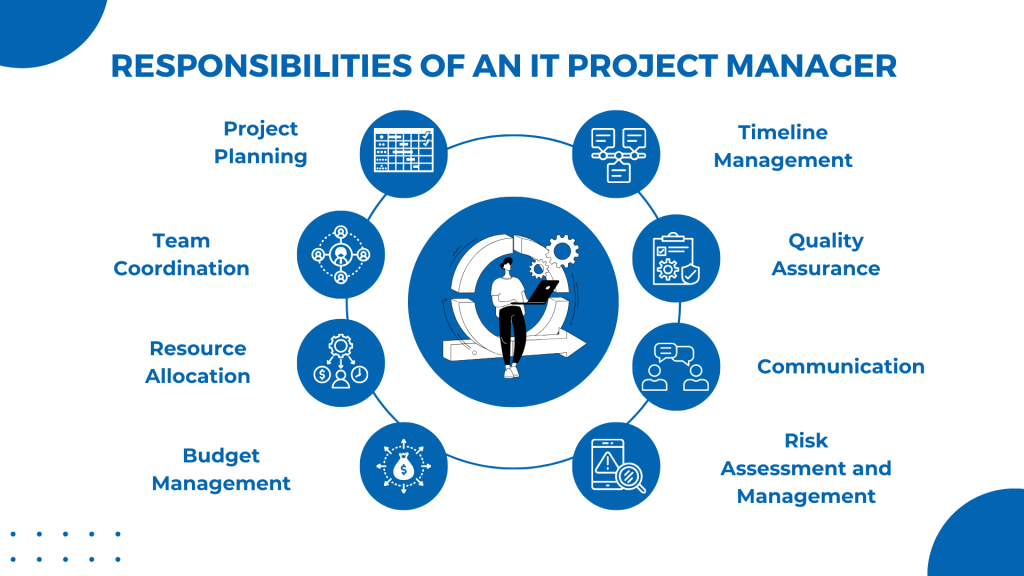 RESPONSIBILITIES OF AN IT PROJECT MANAGER
Project
Planning
Team
Coordination
Resource
Allocation
Budget
Management
Timeline
Management
Quality
Assurance
Communication
Risk
Assessment and
Management
$
$